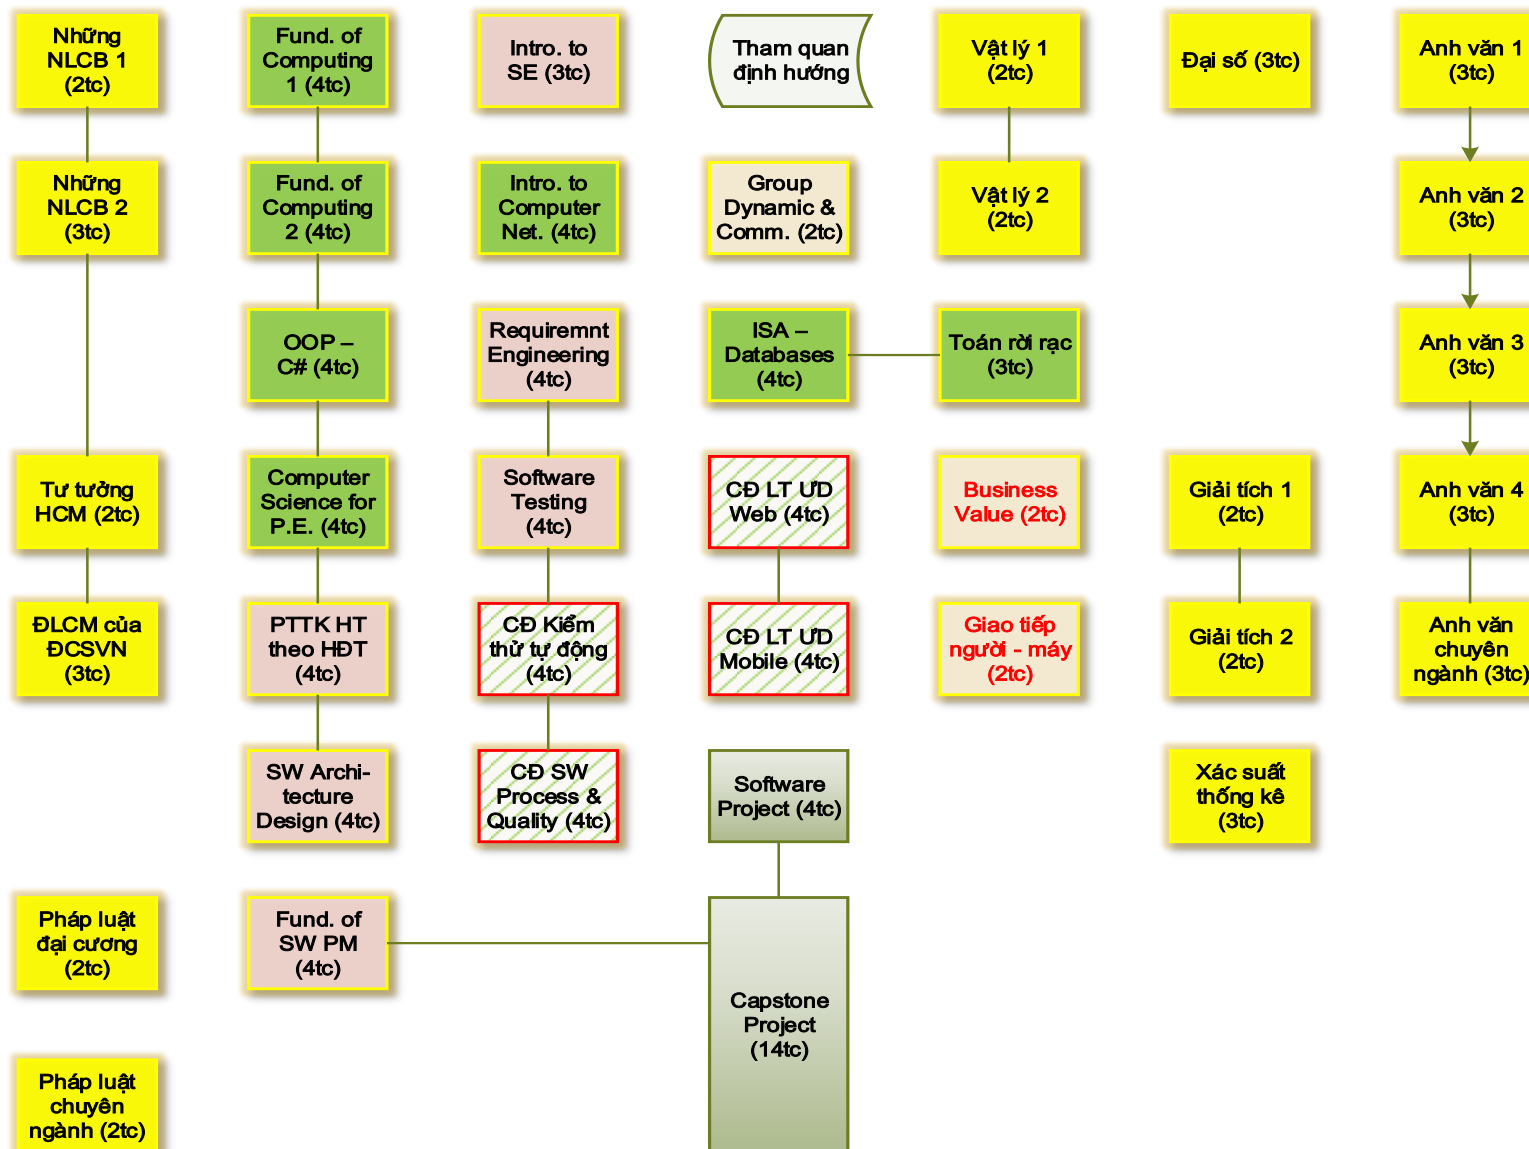 Những
NLCB 1
(2tc)
Fund. of
Computing
1 (4tc)
Intro. to
SE (3tc)
Tham quan
định hướng
Vật lý 1
(2tc)
Đại số (3tc)
Anh văn 1
(3tc)
Những
NLCB 2
(3tc)
Fund. of
Computing
2 (4tc)
Intro. to
Computer
Net. (4tc)
Group
Dynamic &
Comm. (2tc)
Vật lý 2
(2tc)
Anh văn 2
(3tc)
OOP –
C# (4tc)
Requiremnt
Engineering
(4tc)
ISA –
Databases
(4tc)
Toán rời rạc
(3tc)
Anh văn 3
(3tc)
Tư tưởng
HCM (2tc)
Computer
Science for
P.E. (4tc)
Software
Testing
(4tc)
CĐ LT ƯD
Web (4tc)
Business
Value (2tc)
Giải tích 1
(2tc)
Anh văn 4
(3tc)
ĐLCM của
ĐCSVN
(3tc)
PTTK HT
theo HĐT
(4tc)
CĐ Kiểm
thử tự động
(4tc)
CĐ LT ƯD
Mobile (4tc)
Giao tiếp
người - máy
(2tc)
Giải tích 2
(2tc)
Anh văn
chuyên
ngành (3tc)
SW Archi-
tecture
Design (4tc)
CĐ SW
Process &
Quality (4tc)
Software
Project (4tc)
Xác suất
thống kê
(3tc)
Pháp luật
đại cương
(2tc)
Fund. of
SW PM
(4tc)
Capstone
Project
(14tc)
Pháp luật
chuyên
ngành (2tc)